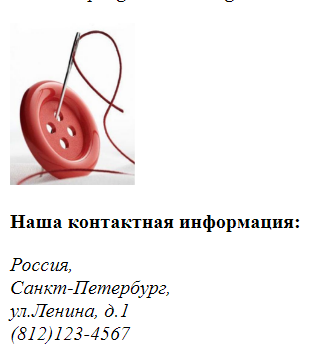 Наша контактная информация:
Россия,
Санкт-Петербург,
ул.Ленина, д.1
(812)123-4567